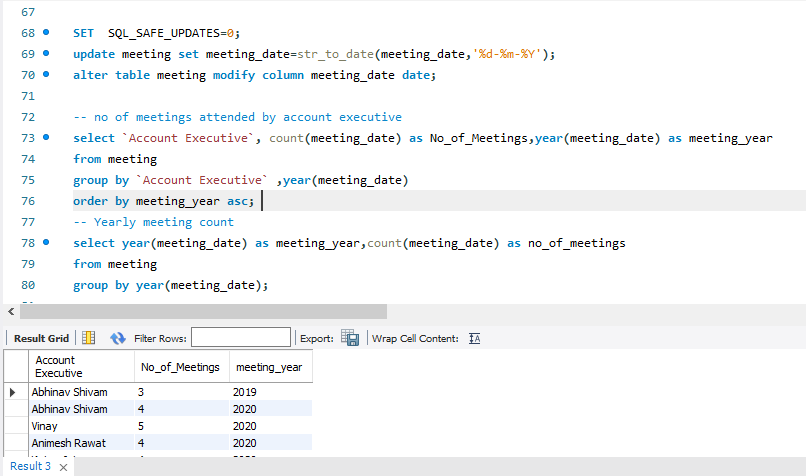 67
68 SET SQL_SAFE_UPDATES=0;
69 update meeting set meeting_date=str_to_date(meeting_date,'%d-%m-%Y');
70 alter table meeting modify column meeting_date date;
71
72 -- no of meetings attended by account executive
73 select `Account Executive`, count(meeting_date) as No_of_Meetings,year(meeting_date) as meeting_year
74 from meeting
75 group by `Account Executive` ,year(meeting_date)
76 order by meeting_year asc;
77 -- Yearly meeting count
78 select year(meeting_date) as meeting_year,count(meeting_date) as no_of_meetings
79 from meeting
80 group by year(meeting_date);
Result Grid Filter Rows: Export: Wrap Cell Content:
Account Executive No_of_Meetings meeting_year
Abhinav Shivam 3 2019
Abhinav Shivam 4 2020
Vinay 5 2020
Animesh Rawat 4 2020
Result 3